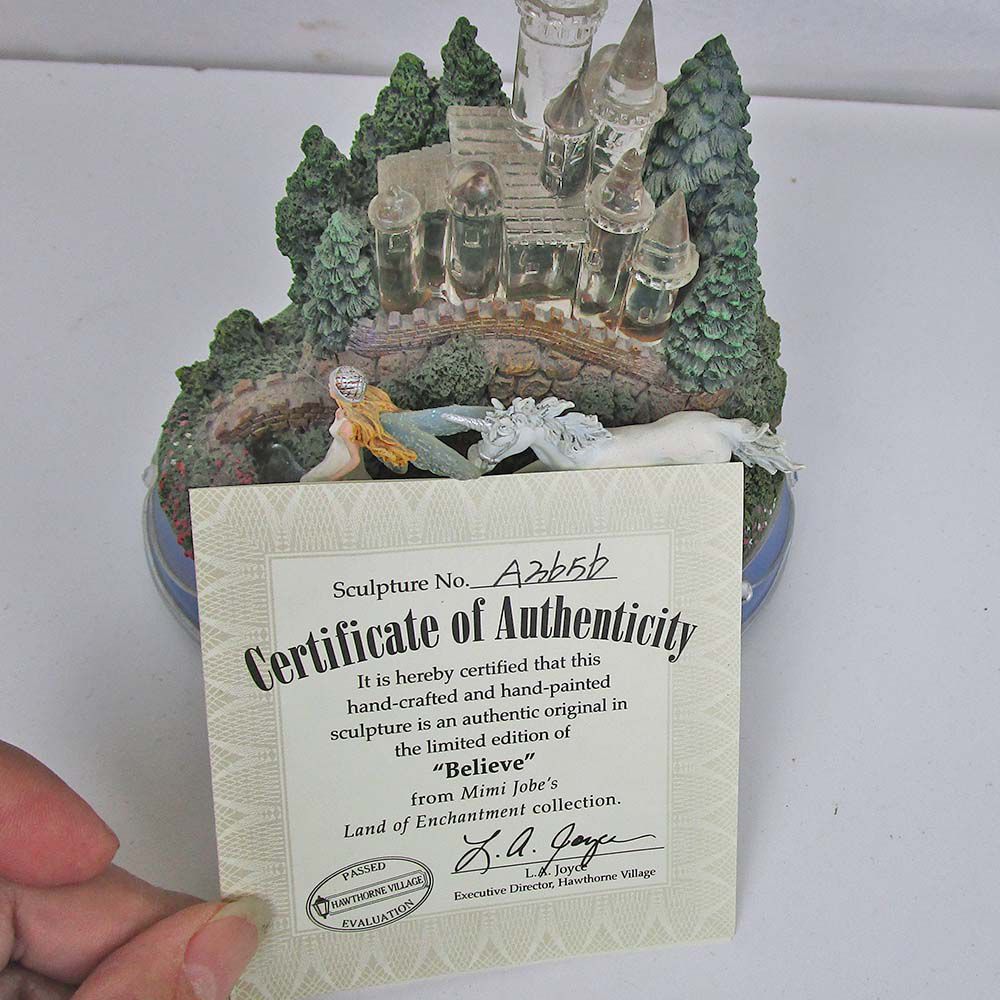 Sculpture No. A3656
Certificate of Authenticity
It is hereby certified that this
hand-crafted and hand-painted
sculpture is an authentic original in
the limited edition of
“Believe”
from Mimi Jobe's
Land of Enchantment collection.
L. A. Joyce
L.A. Joyce
Executive Director, Hawthorne Village
PASSED
HAWTHORNE VILLAGE
EVALUATION